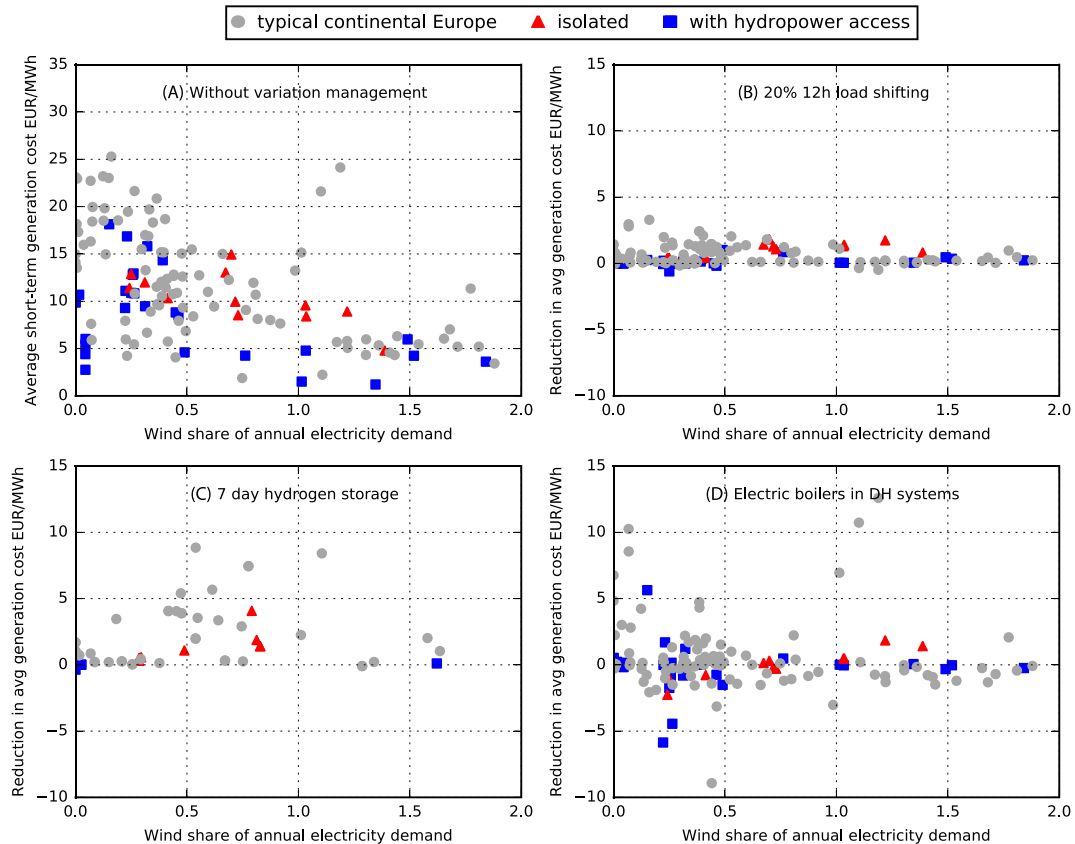 typical continental Europe isolated with hydropower access
(A) Without variation management
Average short-term generation cost EUR/MWh
35
30
25
20
15
10
5
0
0.0 0.5 1.0 1.5 2.0
Wind share of annual electricity demand
(B) 20% 12h load shifting
Reduction in avg generation cost EUR/MWh
15
10
5
0
−5
−10
0.0 0.5 1.0 1.5 2.0
Wind share of annual electricity demand
(C) 7 day hydrogen storage
Reduction in avg generation cost EUR/MWh
15
10
5
0
−5
−10
0.0 0.5 1.0 1.5 2.0
Wind share of annual electricity demand
(D) Electric boilers in DH systems
Reduction in avg generation cost EUR/MWh
15
10
5
0
−5
−10
0.0 0.5 1.0 1.5 2.0
Wind share of annual electricity demand